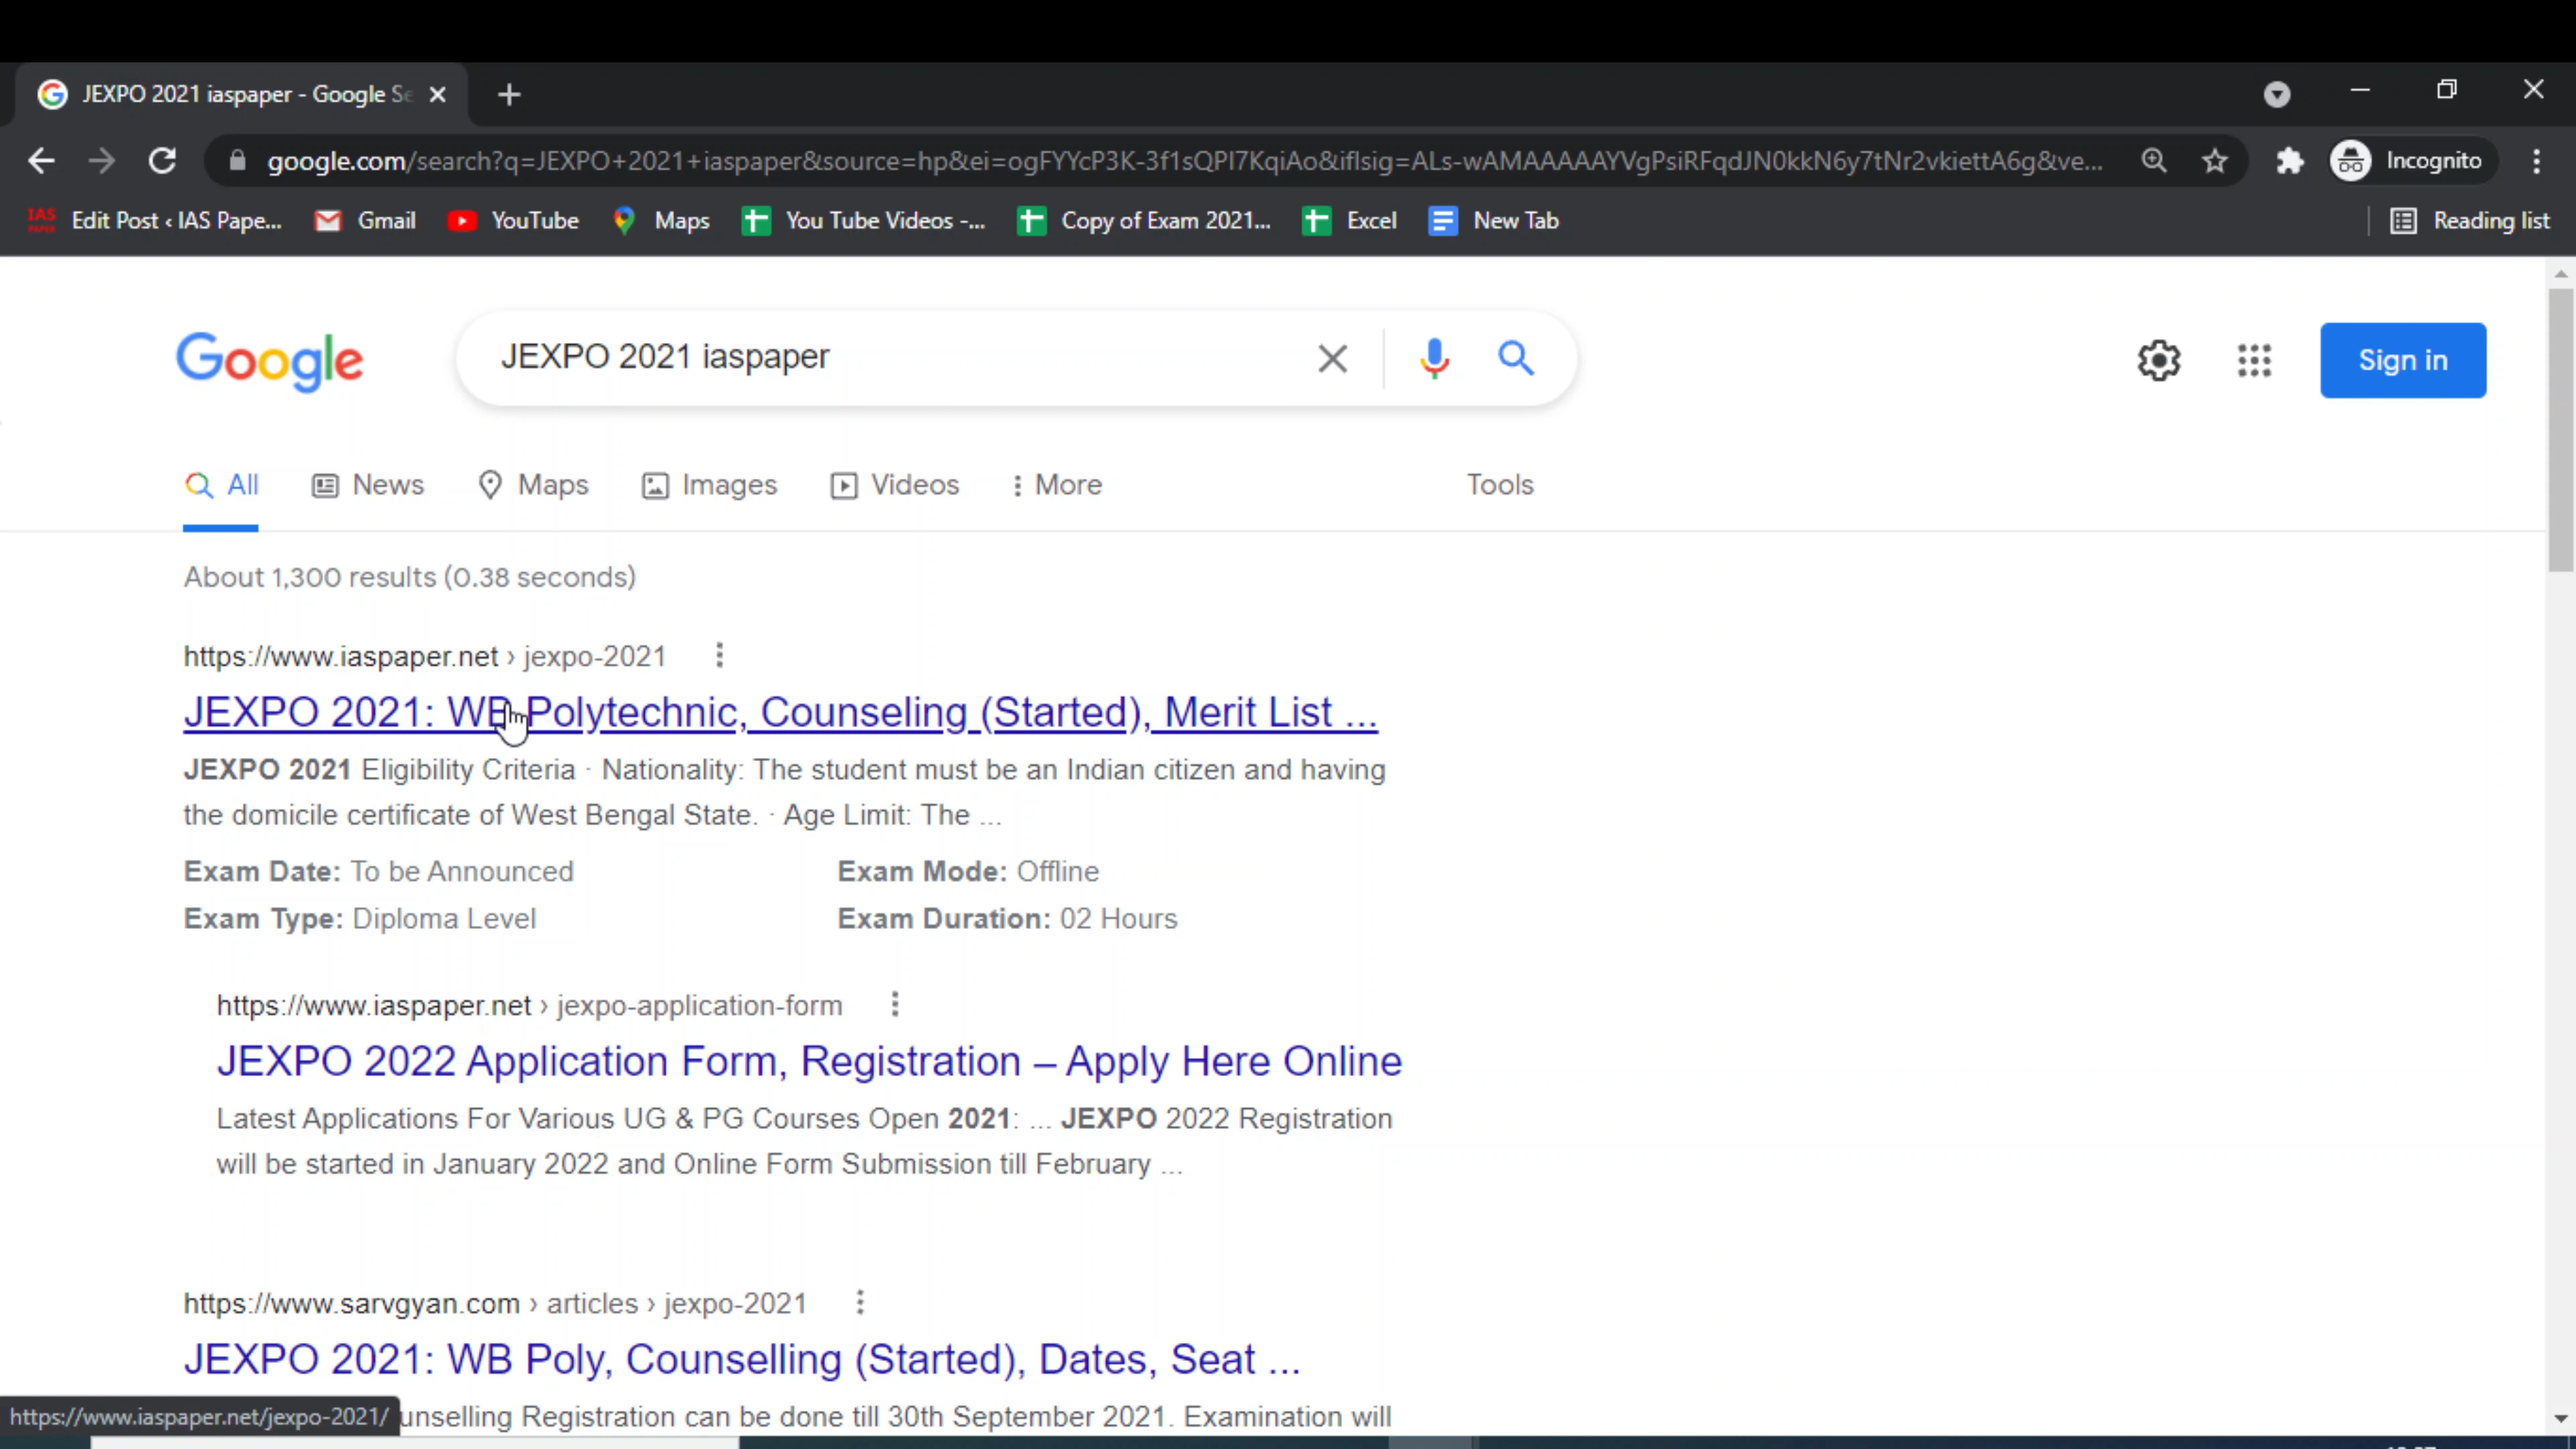 JEXPO 2021 iaspaper - Google Se
google.com/search?q=JEXPO+2021+iaspaper&source=hp&ei=ogFYYcP3K-3f1sQPI7KqiAo&iflsig=ALs-wAMAAAAAYVgPsiRFqdJN0kkN6y7tNr2vkiettA6g&ve...
Incognito
IAS PAPER
Edit Post ‹ IAS Pape...
Gmail
YouTube
Maps
You Tube Videos -...
Copy of Exam 2021...
Excel
New Tab
Reading list
Google
JEXPO 2021 iaspaper
Sign in
All
News
Maps
Images
Videos
More
Tools
About 1,300 results (0.38 seconds)
https://www.iaspaper.net › jexpo-2021
JEXPO 2021: WB Polytechnic, Counseling (Started), Merit List ...
JEXPO 2021 Eligibility Criteria · Nationality: The student must be an Indian citizen and having
the domicile certificate of West Bengal State. · Age Limit: The ...
Exam Date: To be Announced
Exam Mode: Offline
Exam Type: Diploma Level
Exam Duration: 02 Hours
https://www.iaspaper.net › jexpo-application-form
JEXPO 2022 Application Form, Registration – Apply Here Online
Latest Applications For Various UG & PG Courses Open 2021: ... JEXPO 2022 Registration
will be started in January 2022 and Online Form Submission till February ...
https://www.sarvgyan.com › articles › jexpo-2021
JEXPO 2021: WB Poly, Counselling (Started), Dates, Seat ...
https://www.iaspaper.net/jexpo-2021/
unselling Registration can be done till 30th September 2021. Examination will